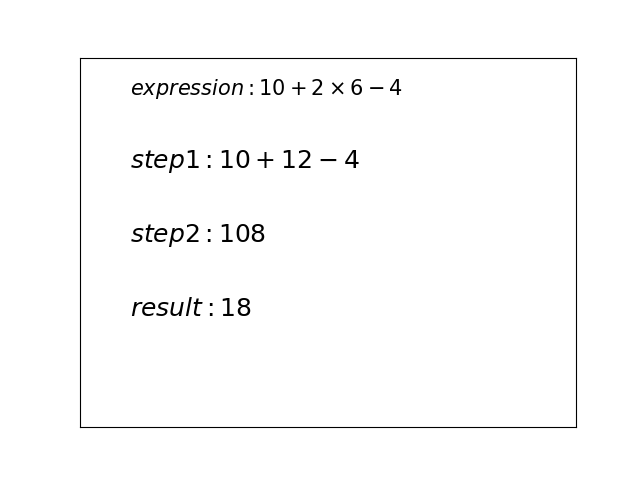 expression : 10 + 2 × 6 − 4
step1 : 10 + 12 − 4
step2 : 108
result : 18